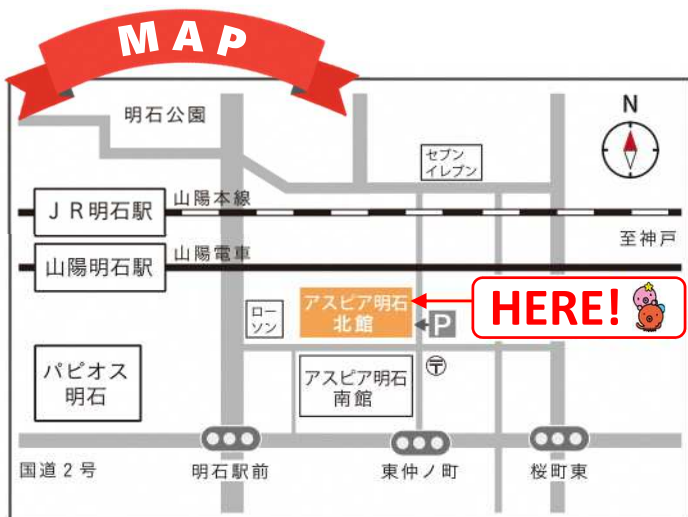 MAP
明石公園
N
セブン
イレブン
JR明石駅
山陽本線
至神戸
山陽明石駅
山陽電車
ローソン
アスピア明石
北館
HERE!
P
パピオス
明石
アスピア明石
南館
〒
国道2号
明石駅前
東仲ノ町
桜町東